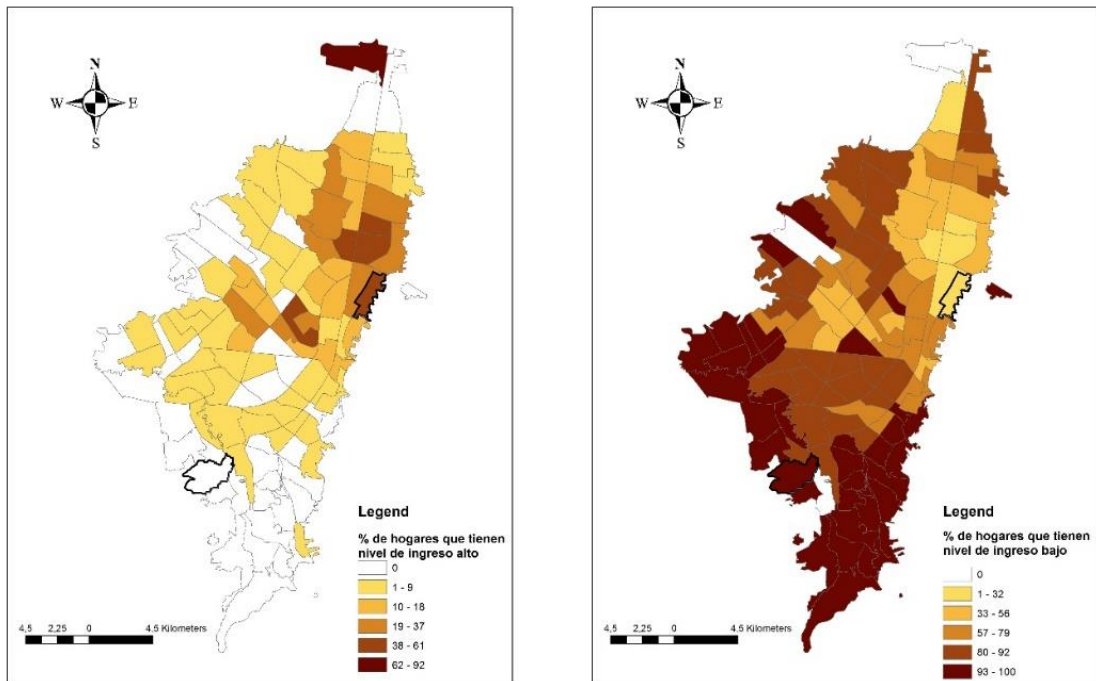 N
W E
S
Legend
% de hogares que tienen
nivel de ingreso alto
0
1 - 9
10 - 18
19 - 37
38 - 61
62 - 92
4,5 2,25 0 4,5 Kilometers
N
W E
S
Legend
% de hogares que tienen
nivel de ingreso bajo
0
1 - 32
33 - 56
57 - 79
80 - 92
93 - 100
4,5 2,25 0 4,5 Kilometers